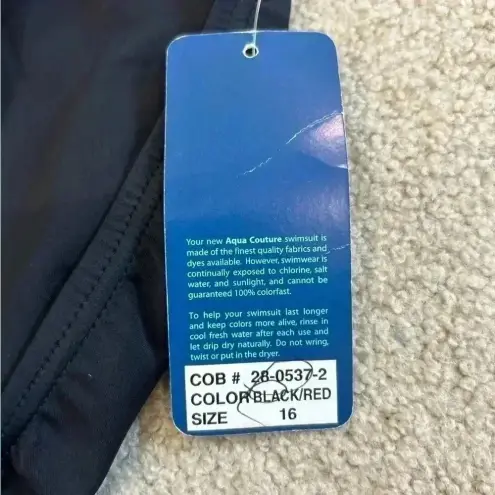 Your new Aqua Couture swimsuit is
made of the finest quality fabrics and
dyes available. However, swimwear is
continually exposed to chlorine, salt
water, and sunlight, and cannot be
guaranteed 100% colorfast.
To help your swimsuit last longer
and keep colors more alive, rinse in
cool fresh water after each use and
let drip dry naturally. Do not wring,
twist or put in the dryer.
COB # 28-0537-2
COLOR BLACK/RED
SIZE 16